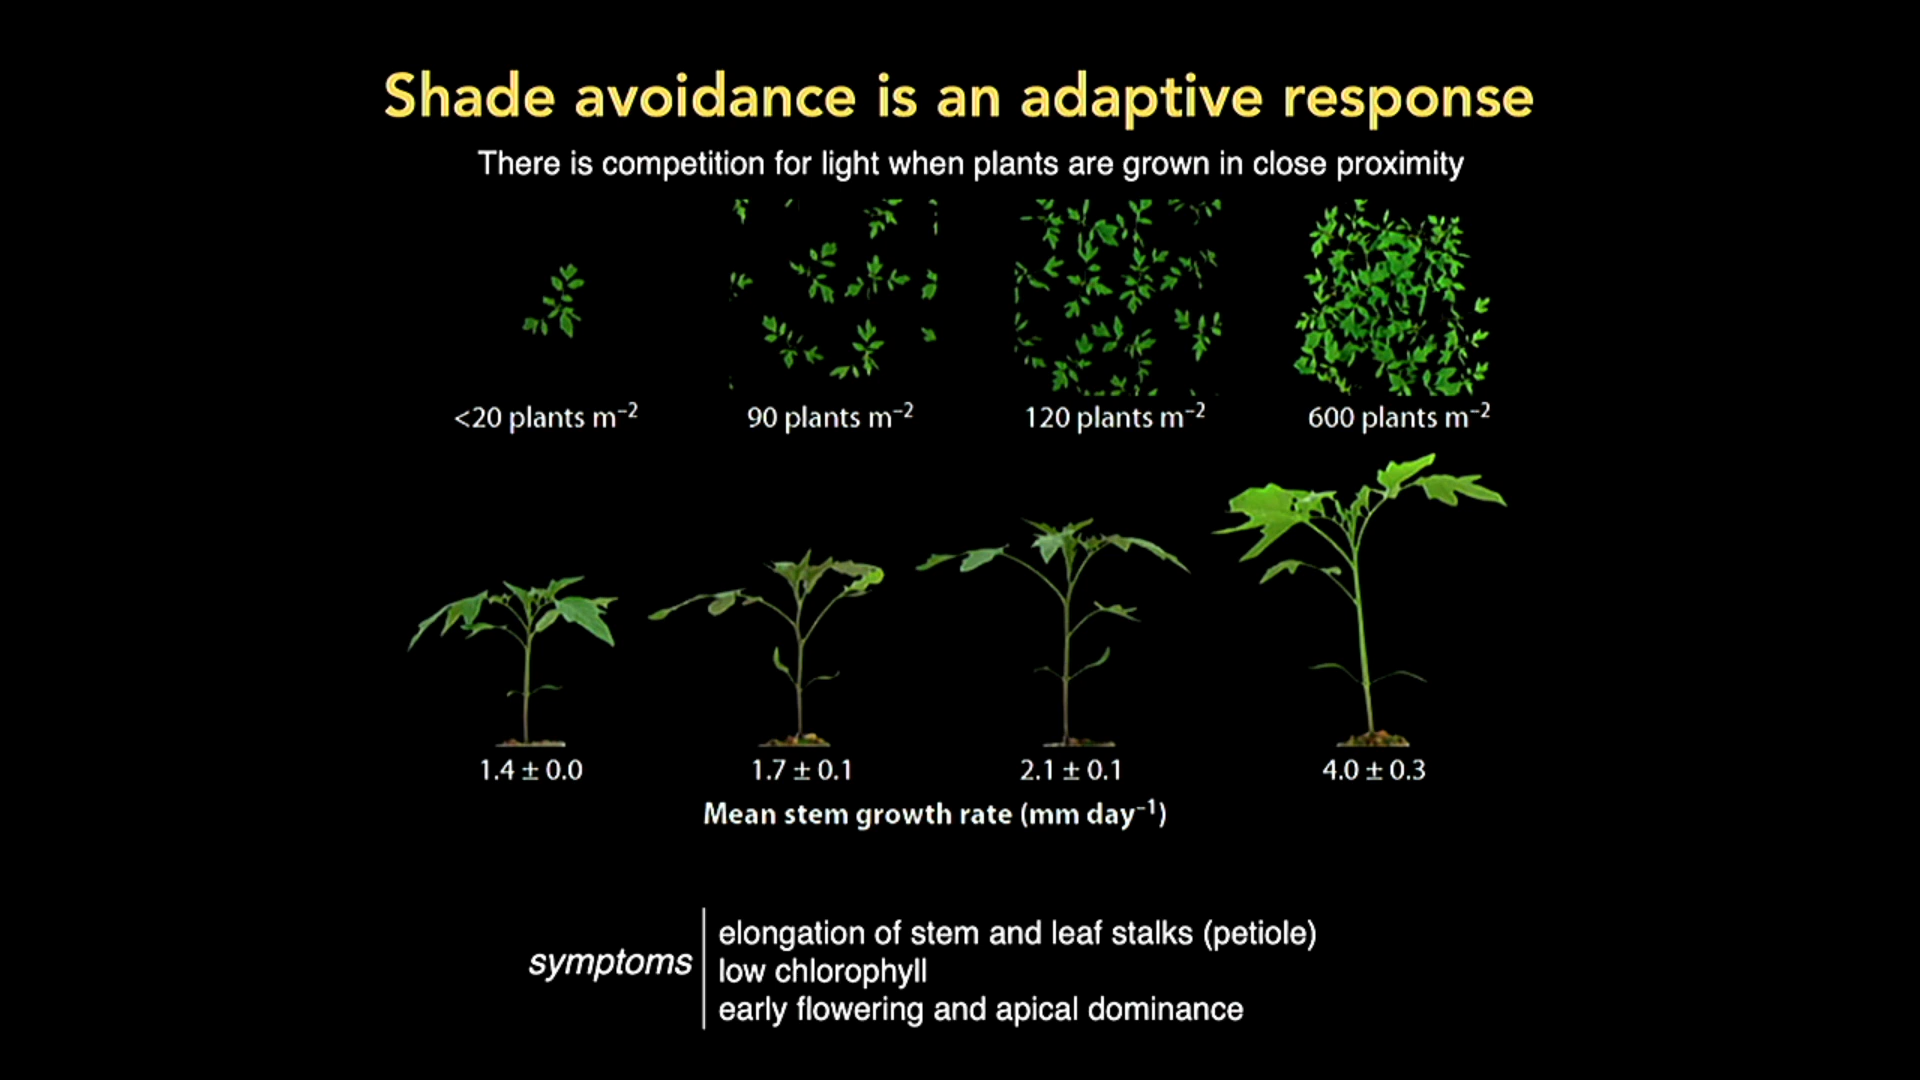 Shade avoidance is an adaptive response
There is competition for light when plants are grown in close proximity
<20 plants m⁻² 90 plants m⁻² 120 plants m⁻² 600 plants m⁻²
1.4 ± 0.0 1.7 ± 0.1 2.1 ± 0.1 4.0 ± 0.3
Mean stem growth rate (mm day⁻¹)
symptoms
elongation of stem and leaf stalks (petiole)
low chlorophyll
early flowering and apical dominance